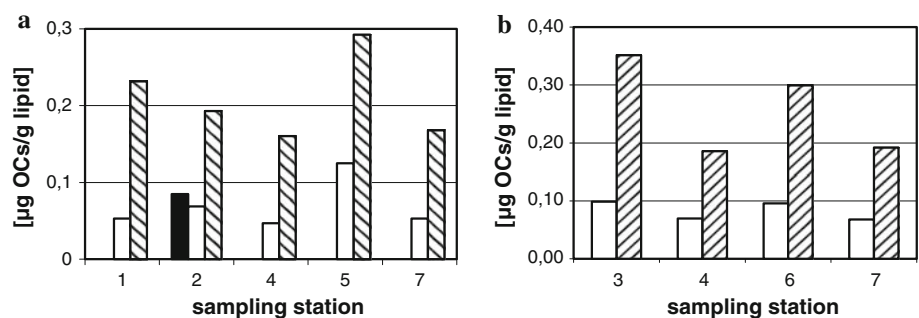 a
[µg OCs/g lipid]
0,3
0,2
0,1
0
1 2 4 5 7
sampling station
b
[µg OCs/g lipid]
0,40
0,30
0,20
0,10
0,00
3 4 6 7
sampling station